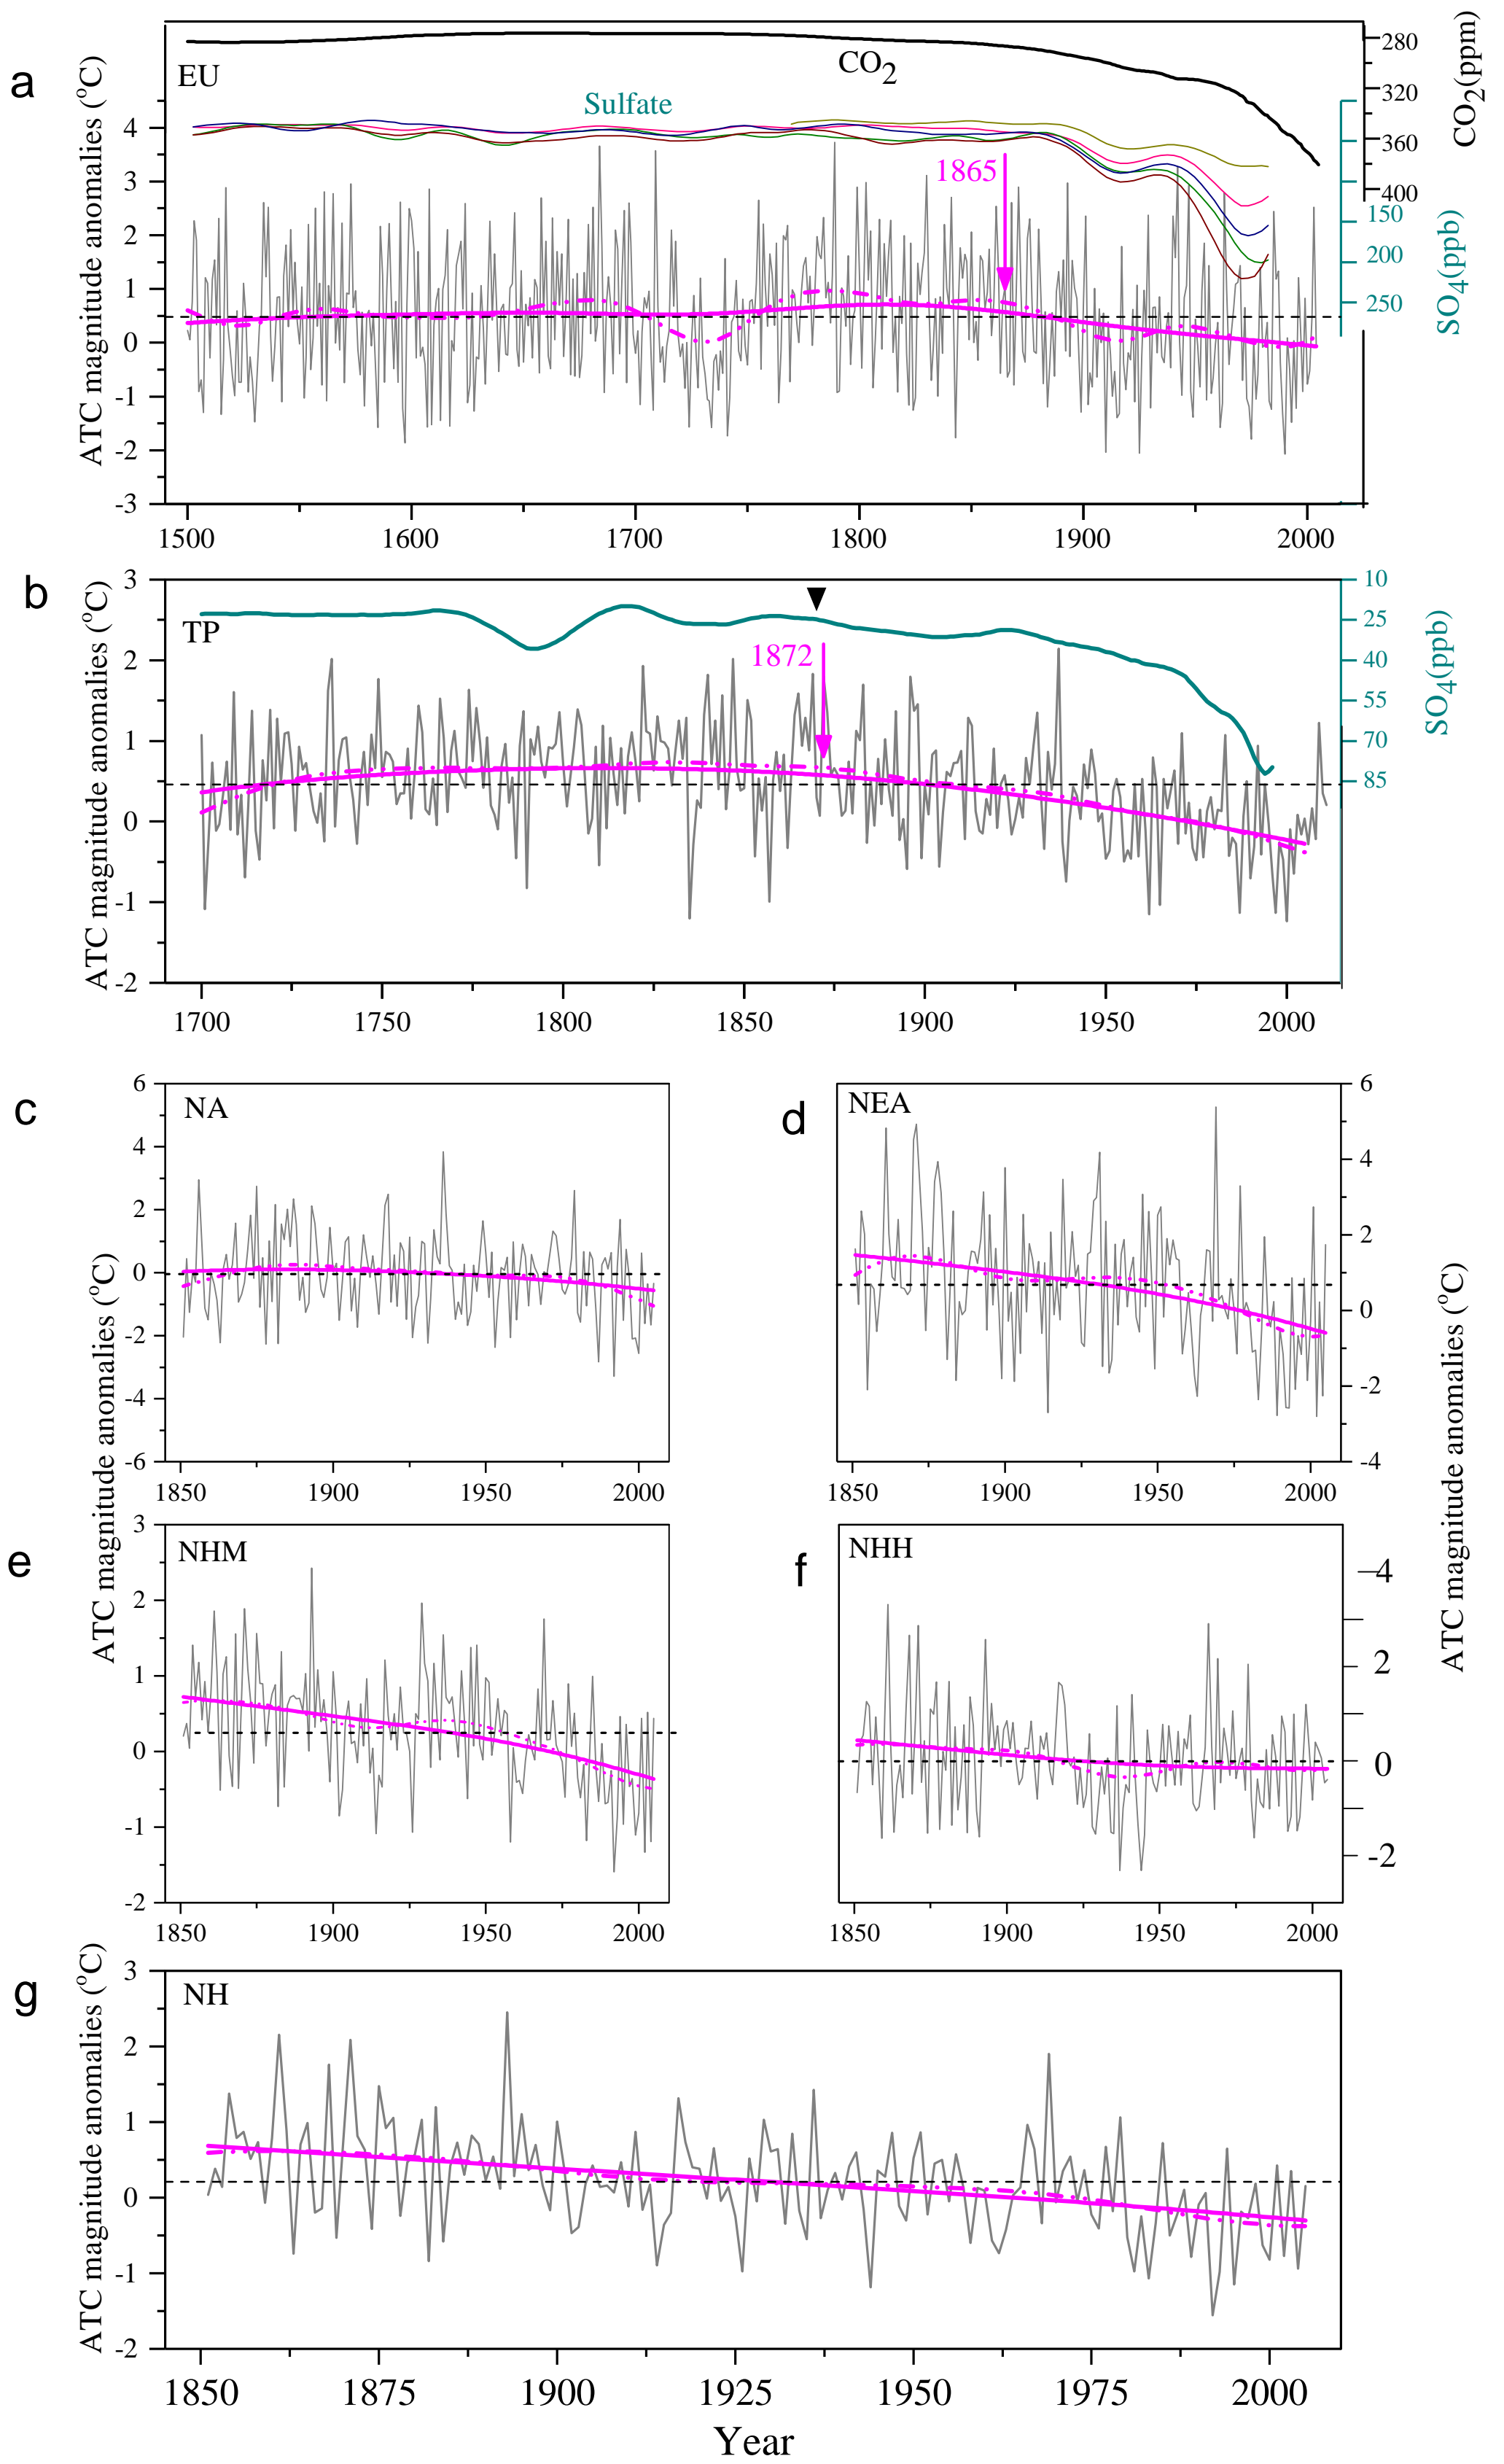 a
EU
CO2
Sulfate
1865
ATC magnitude anomalies (oC)
4
3
2
1
0
-1
-2
-3
280
320
360
400
CO2(ppm)
150
200
250
SO4(ppb)
1500 1600 1700 1800 1900 2000
b
TP
1872
ATC magnitude anomalies (oC)
3
2
1
0
-1
-2
10
25
40
55
70
85
SO4(ppb)
1700 1750 1800 1850 1900 1950 2000
c
NA
6
4
2
0
-2
-4
-6
1850 1900 1950 2000
d
NEA
6
4
2
0
-2
-4
1850 1900 1950 2000
ATC magnitude anomalies (oC)
ATC magnitude anomalies (oC)
e
NHM
3
2
1
0
-1
-2
1850 1900 1950 2000
f
NHH
4
2
0
-2
1850 1900 1950 2000
g
NH
ATC magnitude anomalies (oC)
3
2
1
0
-1
-2
1850 1875 1900 1925 1950 1975 2000
Year